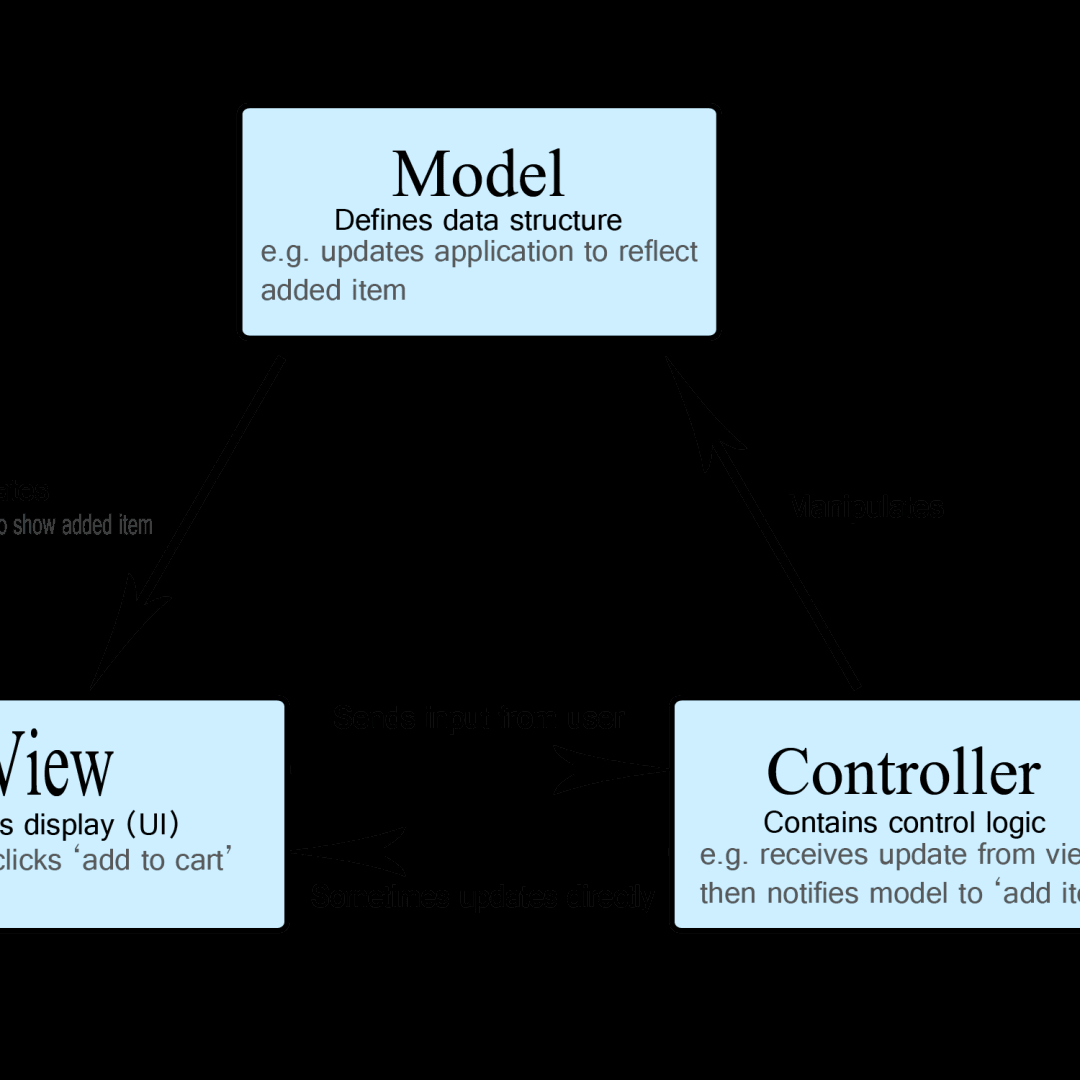 Model
Defines data structure
e.g. updates application to reflect
added item
ates
o show added item
Manipulates
Sends input from user
View
s display (UI)
clicks ‘add to cart’
Sometimes updates directly
Controller
Contains control logic
e.g. receives update from vie
then notifies model to ‘add ite